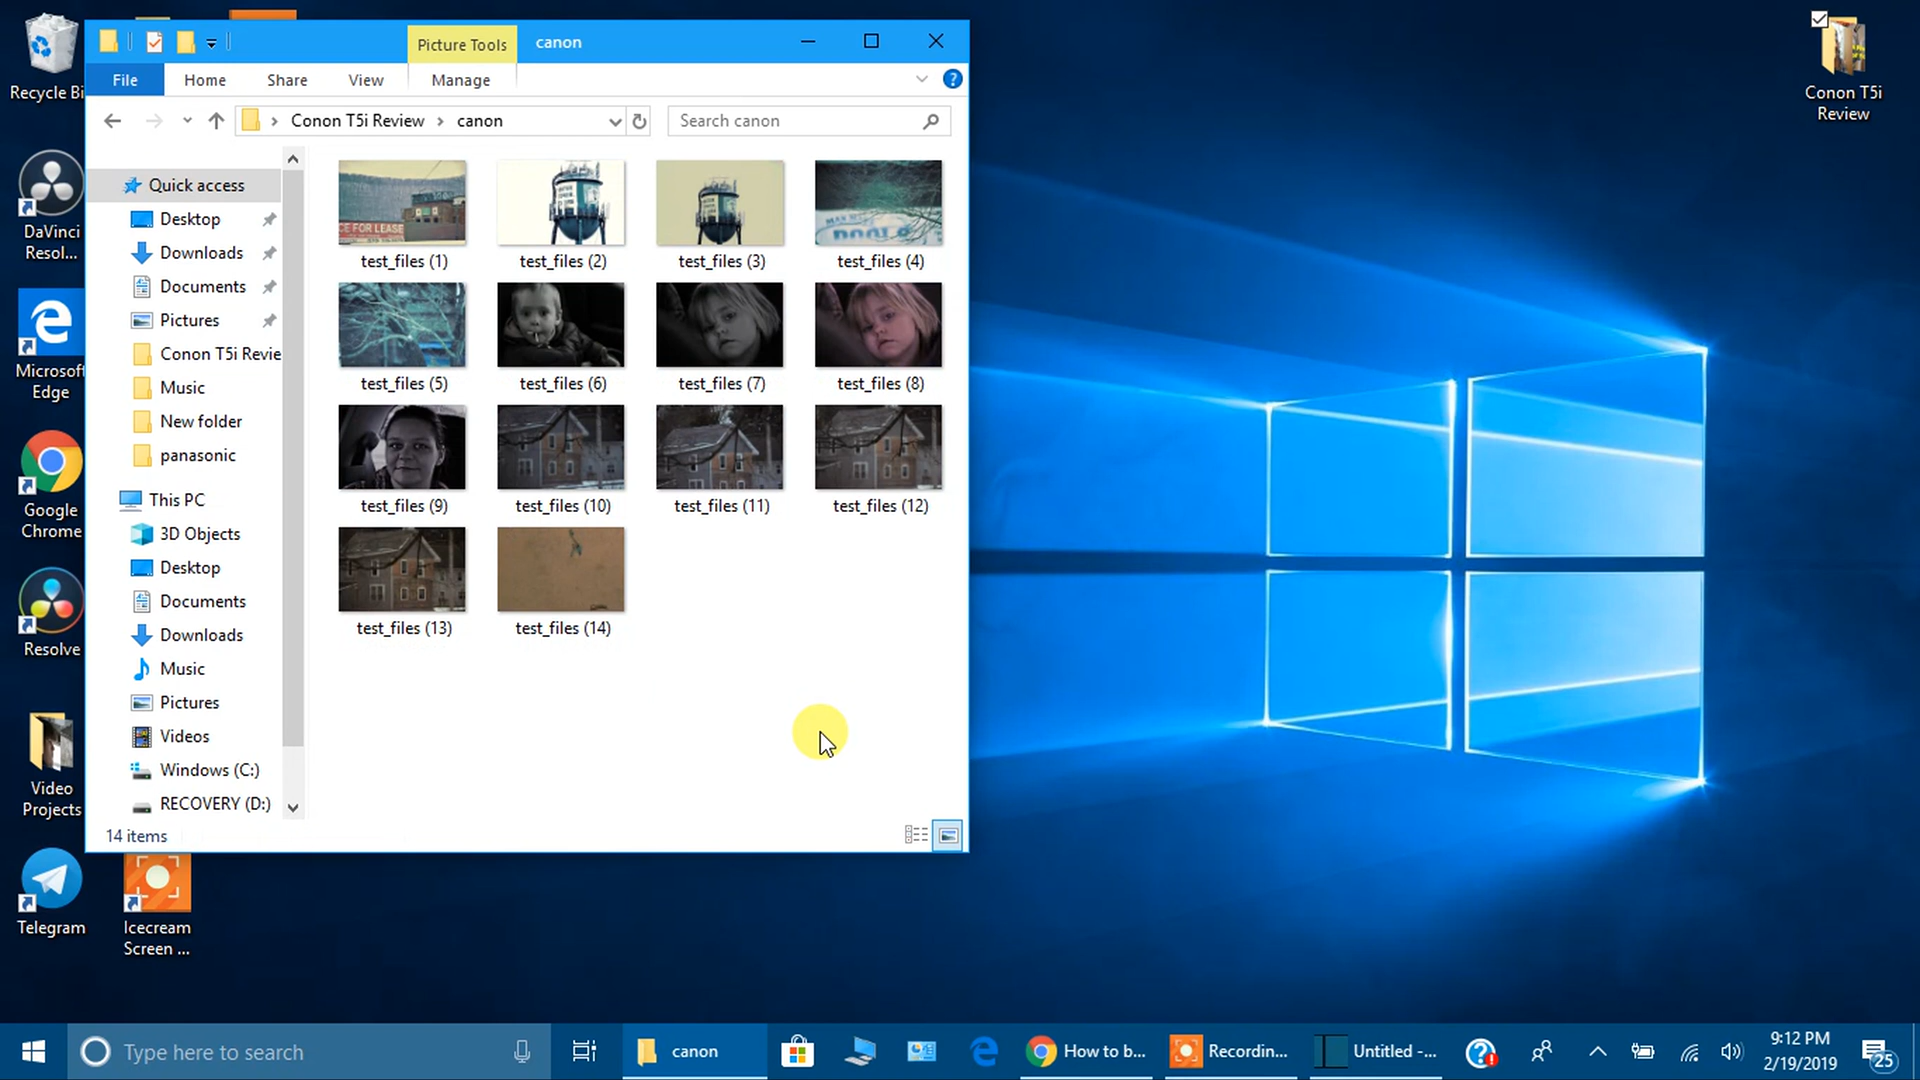 Recycle Bi
DaVinci
Resol...
Microsoft
Edge
Google
Chrome
Resolve
Video
Projects
Telegram
Icecream
Screen ...
Conon T5i
Review
Picture Tools
canon
File
Home
Share
View
Manage
Conon T5i Review
canon
Search canon
Quick access
Desktop
Downloads
Documents
Pictures
Conon T5i Revie
Music
New folder
panasonic
This PC
3D Objects
Desktop
Documents
Downloads
Music
Pictures
Videos
Windows (C:)
RECOVERY (D:)
CE FOR LEASE
POOLS
test_files (1)
test_files (2)
test_files (3)
test_files (4)
test_files (5)
test_files (6)
test_files (7)
test_files (8)
test_files (9)
test_files (10)
test_files (11)
test_files (12)
test_files (13)
test_files (14)
14 items
Type here to search
canon
How to b...
Recordin...
Untitled -...
9:12 PM
2/19/2019
25